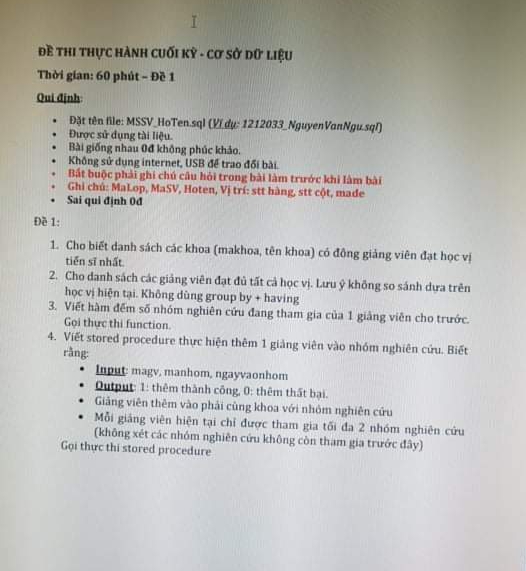 ĐỀ THI THỰC HÀNH CUỐI KỲ - CƠ SỞ DỮ LIỆU
Thời gian: 60 phút – Đề 1
Qui định:
• Đặt tên file: MSSV_HoTen.sql (Ví dụ: 1212033_NguyenVanNgu.sql)
• Được sử dụng tài liệu.
• Bài giống nhau 0đ không phúc khảo.
• Không sử dụng internet, USB để trao đổi bài.
• Bắt buộc phải ghi chú câu hỏi trong bài làm trước khi làm bài
• Ghi chú: MaLop, MaSV, Hoten, Vị trí: stt hàng, stt cột, made
• Sai qui định 0đ
Đề 1:
1. Cho biết danh sách các khoa (makhoa, tên khoa) có đông giảng viên đạt học vị
tiến sĩ nhất.
2. Cho danh sách các giảng viên đạt đủ tất cả học vị. Lưu ý không so sánh dựa trên
học vị hiện tại. Không dùng group by + having
3. Viết hàm đếm số nhóm nghiên cứu đang tham gia của 1 giảng viên cho trước.
Gọi thực thi function.
4. Viết stored procedure thực hiện thêm 1 giảng viên vào nhóm nghiên cứu. Biết
rằng:
• Input: magv, manhom, ngayvaonhom
• Output: 1: thêm thành công, 0: thêm thất bại.
• Giảng viên thêm vào phải cùng khoa với nhóm nghiên cứu
• Mỗi giảng viên hiện tại chỉ được tham gia tối đa 2 nhóm nghiên cứu
(không xét các nhóm nghiên cứu không còn tham gia trước đây)
Gọi thực thi stored procedure